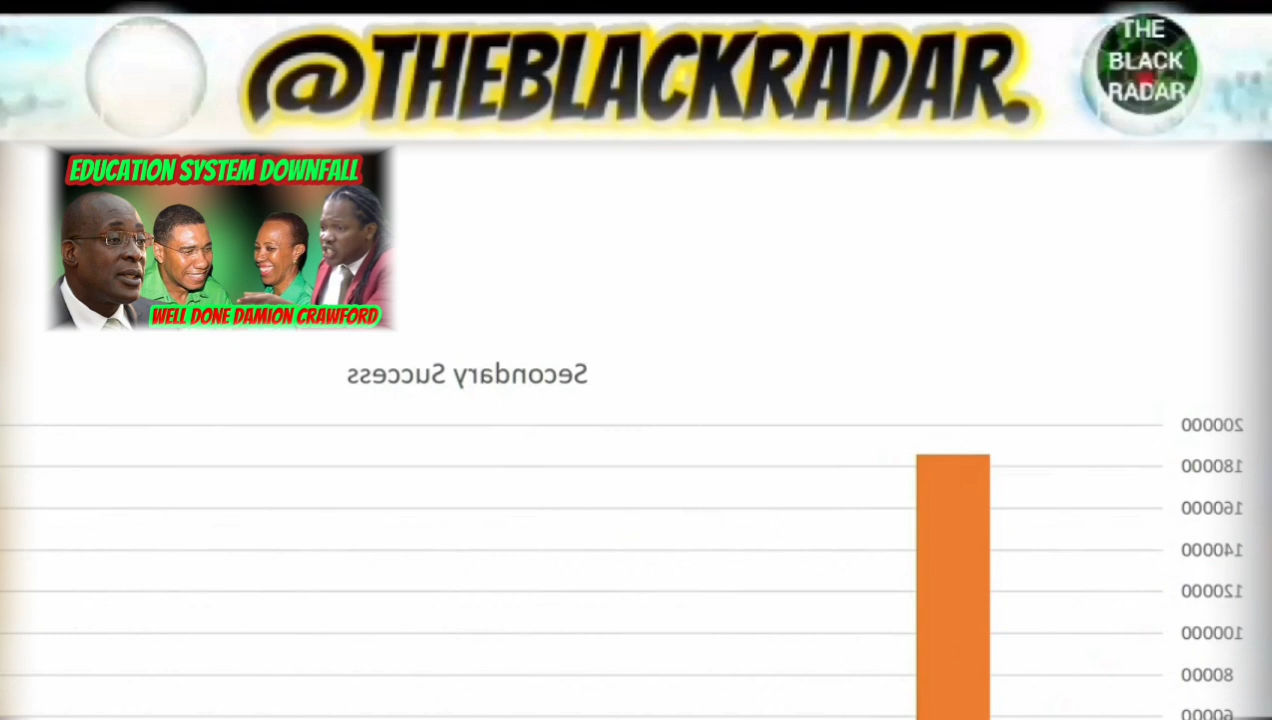 @THEBLACKRADAR.
THE
BLACK
RADAR
EDUCATION SYSTEM DOWNFALL
WELL DONE DAMION CRAWFORD
Secondary Success
200000
180000
160000
140000
120000
100000
80000
60000